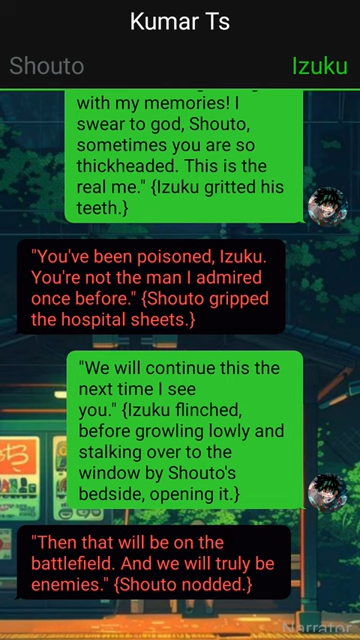 Kumar Ts
Shouto
Izuku
with my memories! I
swear to god, Shouto,
sometimes you are so
thickheaded. This is the
real me." {Izuku gritted his
teeth.}
"You've been poisoned, Izuku.
You're not the man I admired
once before." {Shouto gripped
the hospital sheets.}
"We will continue this the
next time I see
you." {Izuku flinched,
before growling lowly and
stalking over to the
window by Shouto's
bedside, opening it.}
"Then that will be on the
battlefield. And we will truly be
enemies." {Shouto nodded.}
Narrator